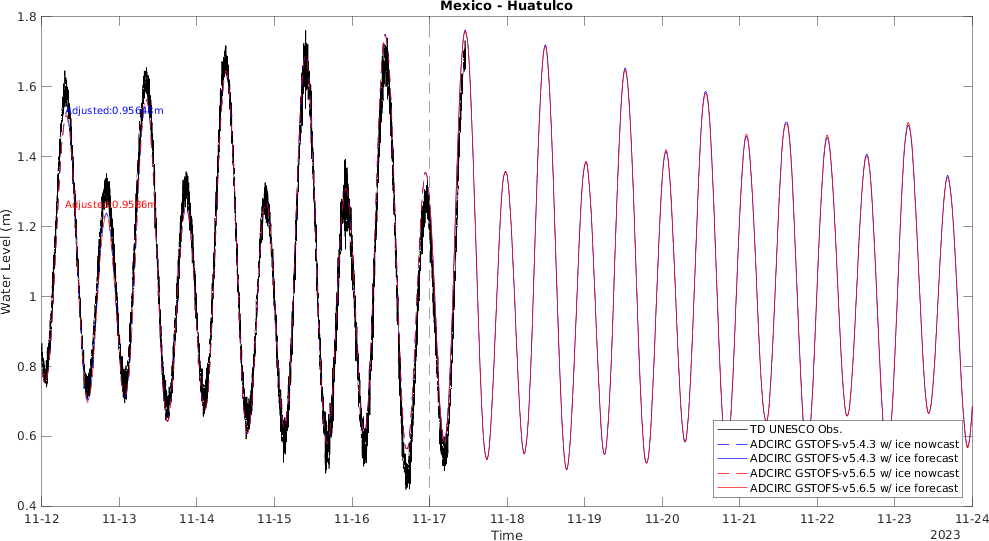 Mexico - Huatulco
1.8
1.6
1.4
1.2
1
0.8
0.6
0.4
Water Level (m)
Adjusted:0.95648m
Adjusted:0.9586m
TD UNESCO Obs.
ADCIRC GSTOFS-v5.4.3 w/ ice nowcast
ADCIRC GSTOFS-v5.4.3 w/ ice forecast
ADCIRC GSTOFS-v5.6.5 w/ ice nowcast
ADCIRC GSTOFS-v5.6.5 w/ ice forecast
11-12 11-13 11-14 11-15 11-16 11-17 11-18 11-19 11-20 11-21 11-22 11-23 11-24
Time
2023